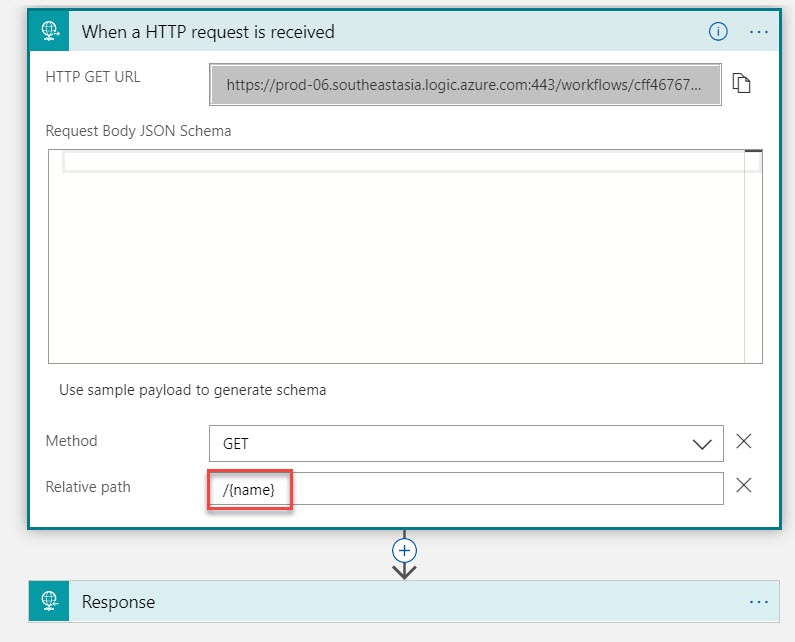 When a HTTP request is received
HTTP GET URL
https://prod-06.southeastasia.logic.azure.com:443/workflows/cff46767...
Request Body JSON Schema
Use sample payload to generate schema
Method
GET
Relative path
/{name}
Response